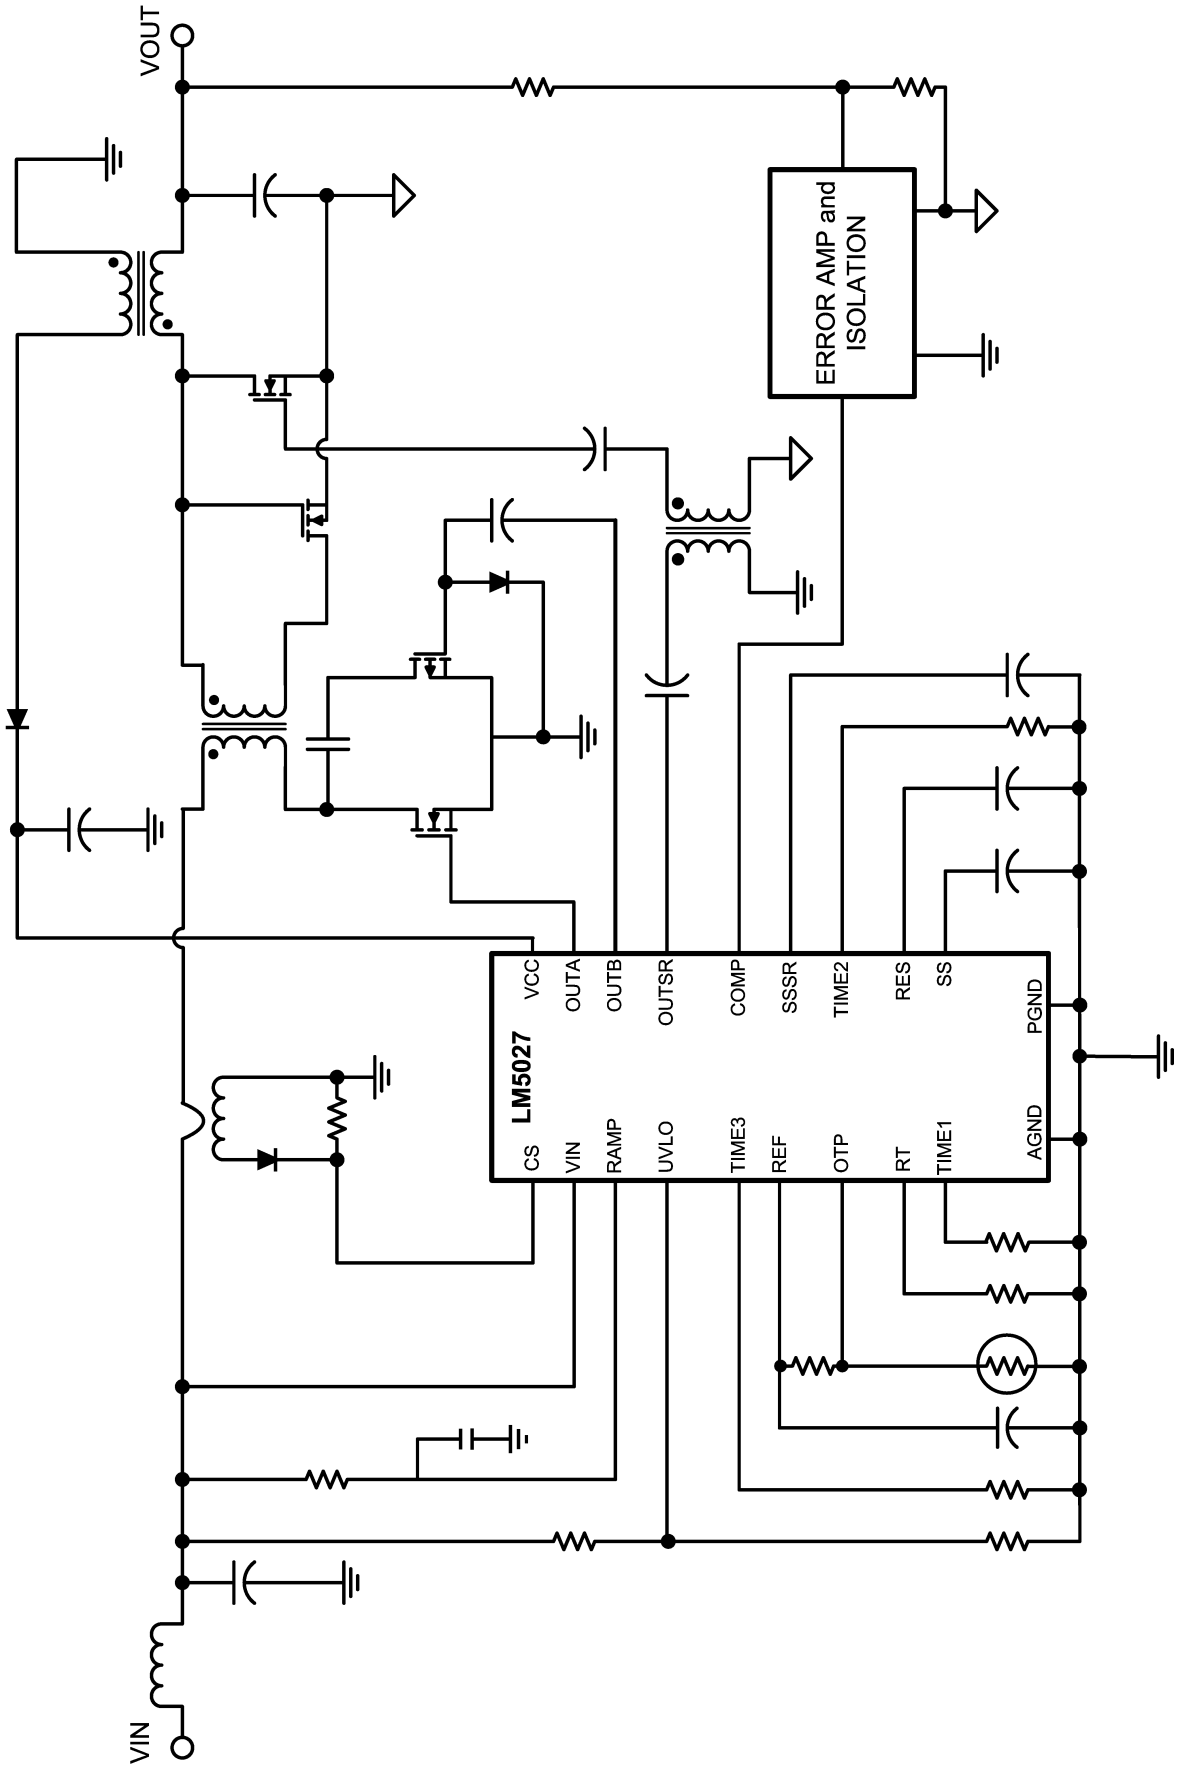 VIN
VOUT
LM5027
CS
VIN
RAMP
UVLO
TIME3
REF
OTP
RT
TIME1
AGND
PGND
VCC
OUTA
OUTB
OUTSR
COMP
SSSR
TIME2
RES
SS
ERROR AMP and
ISOLATION